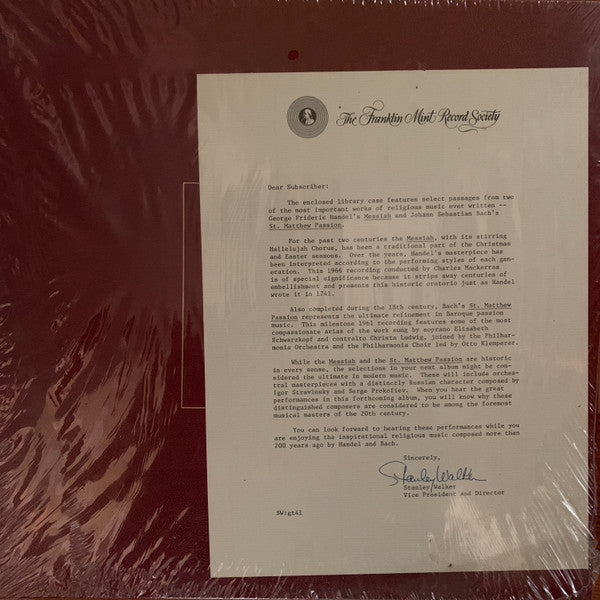 The Franklin Mint Record Society
Dear Subscriber:
The enclosed library case features select passages from two
of the most important works of religious music ever written --
George Frideric Handel's Messiah and Johann Sebastian Bach's
St. Matthew Passion.
For the past two centuries the Messiah, with its stirring
Hallelujah Chorus, has been a traditional part of the Christmas
and Easter seasons. Over the years, Handel's masterpiece has
been interpreted according to the performing styles of each gen-
eration. This 1966 recording conducted by Charles Mackerras
is of special significance because it strips away centuries of
embellishment and presents this historic oratorio just as Handel
wrote it in 1741.
Also completed during the 18th century, Bach's St. Matthew
Passion represents the ultimate refinement in Baroque passion
music. This milestone 1961 recording features some of the most
compassionate arias of the work sung by soprano Elisabeth
Schwarzkopf and contralto Christa Ludwig, joined by the Philhar-
monia Orchestra and the Philharmonia Choir led by Otto Klemperer.
While the Messiah and the St. Matthew Passion are historic
in every sense, the selections in your next album might be con-
sidered the ultimate in modern music. These will include orches-
tral masterpieces with a distinctly Russian character composed by
Igor Stravinsky and Serge Prokofiev. When you hear the great
performances in this forthcoming album, you will know why these
distinguished composers are considered to be among the foremost
musical masters of the 20th century.
You can look forward to hearing these performances while you
are enjoying the inspirational religious music composed more than
200 years ago by Handel and Bach.
Sincerely,
Stanley Walker
Stanley Walker
Vice President and Director
SW:gt41